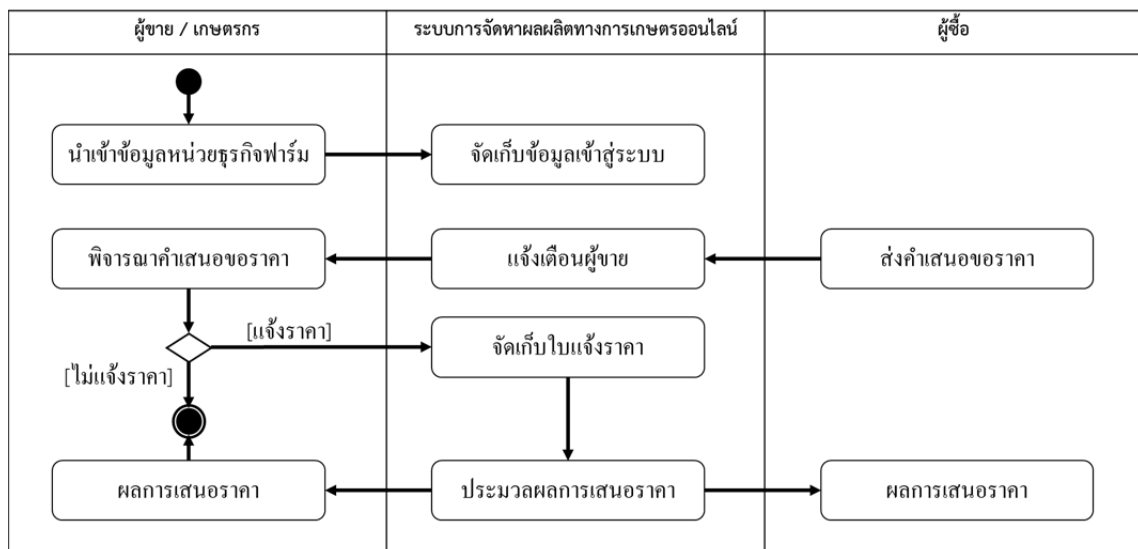 ผู้ขาย / เกษตรกร
ระบบการจัดหาผลผลิตทางการเกษตรออนไลน์
ผู้ซื้อ
นำเข้าข้อมูลหน่วยธุรกิจฟาร์ม
จัดเก็บข้อมูลเข้าสู่ระบบ
พิจารณาคำเสนอขอราคา
แจ้งเตือนผู้ขาย
ส่งคำเสนอขอราคา
[แจ้งราคา]
จัดเก็บใบแจ้งราคา
[ไม่แจ้งราคา]
ผลการเสนอราคา
ประมวลผลการเสนอราคา
ผลการเสนอราคา